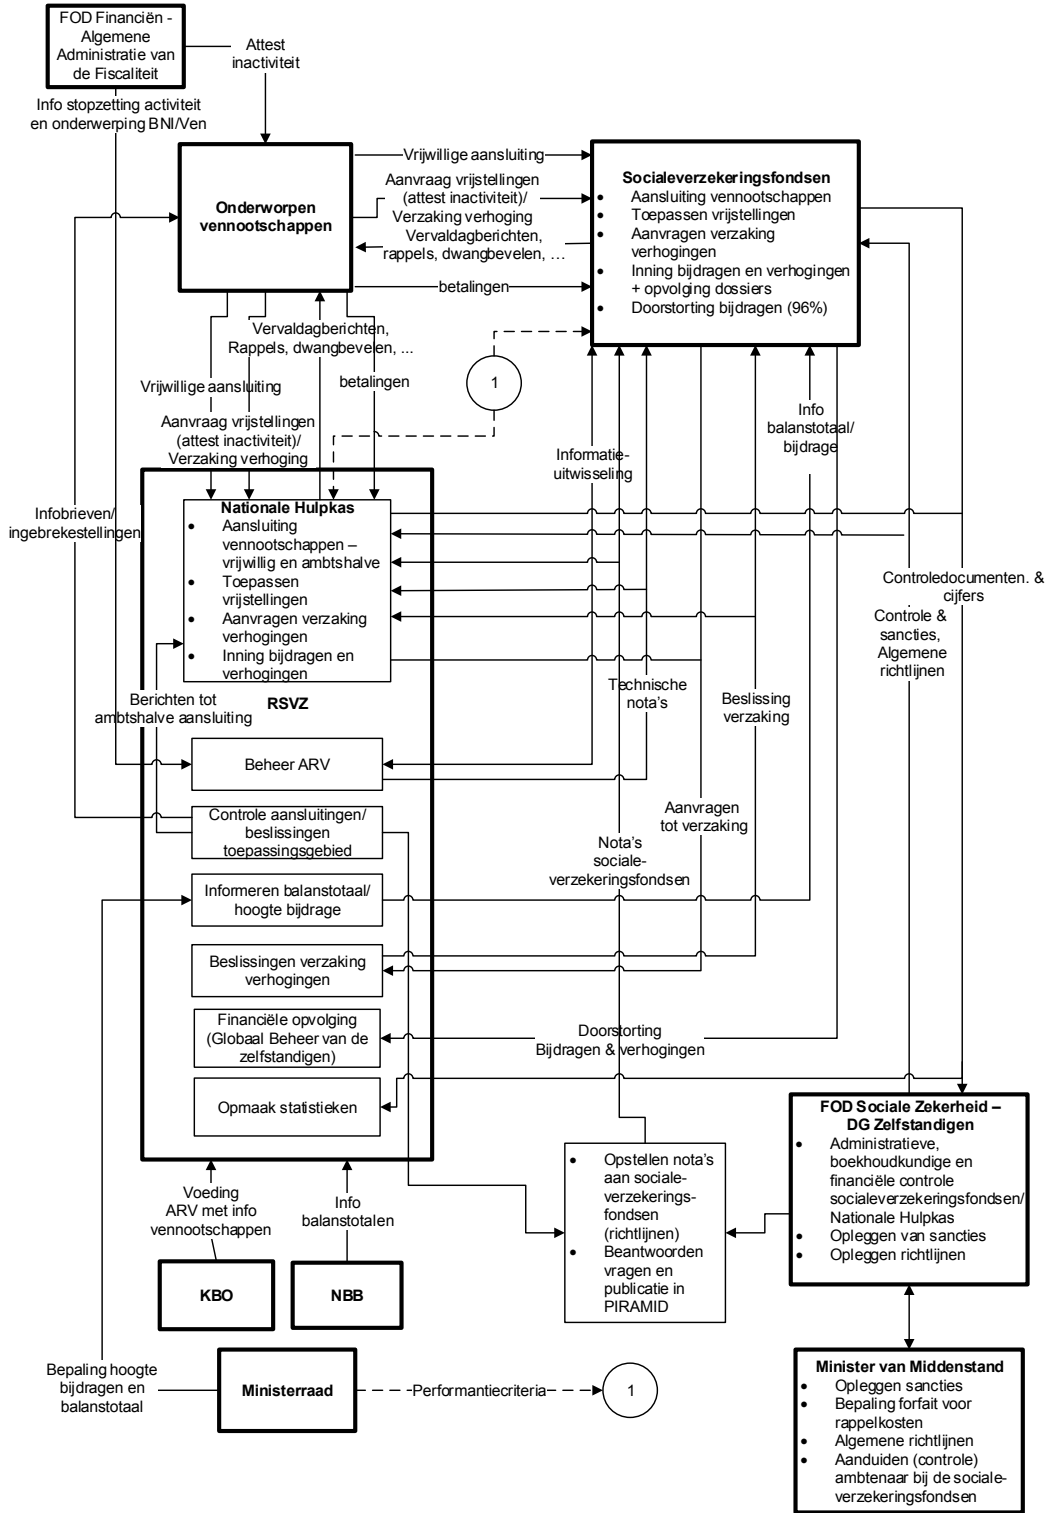 FOD Financiën -
Algemene
Administratie van
de Fiscaliteit
Attest
inactiviteit
Info stopzetting activiteit
en onderwerping BNI/Ven
Onderworpen
vennootschappen
Vrijwillige aansluiting
Aanvraag vrijstellingen
(attest inactiviteit)/
Verzaking verhoging
Vervaldagberichten,
rappels, dwangbevelen, ...
betalingen
Socialeverzekeringsfondsen
• Aansluiting vennootschappen
• Toepassen vrijstellingen
• Aanvragen verzaking
verhogingen
• Inning bijdragen en verhogingen
+ opvolging dossiers
• Doorstorting bijdragen (96%)
Vervaldagberichten,
Rappels, dwangbevelen, ...
Vrijwillige aansluiting
betalingen
1
Aanvraag vrijstellingen
(attest inactiviteit)/
Verzaking verhoging
Informatie-
uitwisseling
Info
balanstotaal/
bijdrage
Infobrieven/
ingebrekestellingen
Nationale Hulpkas
• Aansluiting
vennootschappen –
vrijwillig en ambtshalve
• Toepassen
vrijstellingen
• Aanvragen verzaking
verhogingen
• Inning bijdragen en
verhogingen
Controledocumenten. &
cijfers
Controle &
sancties,
Algemene
richtlijnen
Berichten tot
ambtshalve aansluiting
RSVZ
Technische
nota's
Beslissing
verzaking
Beheer ARV
Controle aansluitingen/
beslissingen
toepassingsgebied
Aanvragen
tot verzaking
Nota's
sociale-
verzekeringsfondsen
Informeren balanstotaal/
hoogte bijdrage
Beslissingen verzaking
verhogingen
Financiële opvolging
(Globaal Beheer van de
zelfstandigen)
Doorstorting
Bijdragen & verhogingen
Opmaak statistieken
FOD Sociale Zekerheid –
DG Zelfstandigen
• Administratieve,
boekhoudkundige en
financiële controle
socialeverzekeringsfondsen/
Nationale Hulpkas
• Opleggen van sancties
• Opleggen richtlijnen
• Opstellen nota's
aan sociale-
verzekerings-
fondsen
(richtlijnen)
• Beantwoorden
vragen en
publicatie in
PIRAMID
Voeding
ARV met info
vennootschappen
Info
balanstotalen
KBO
NBB
Bepaling hoogte
bijdragen en
balanstotaal
Ministerraad
Performantiecriteria
1
Minister van Middenstand
• Opleggen sancties
• Bepaling forfait voor
rappelkosten
• Algemene richtlijnen
• Aanduiden (controle)
ambtenaar bij de sociale-
verzekeringsfondsen